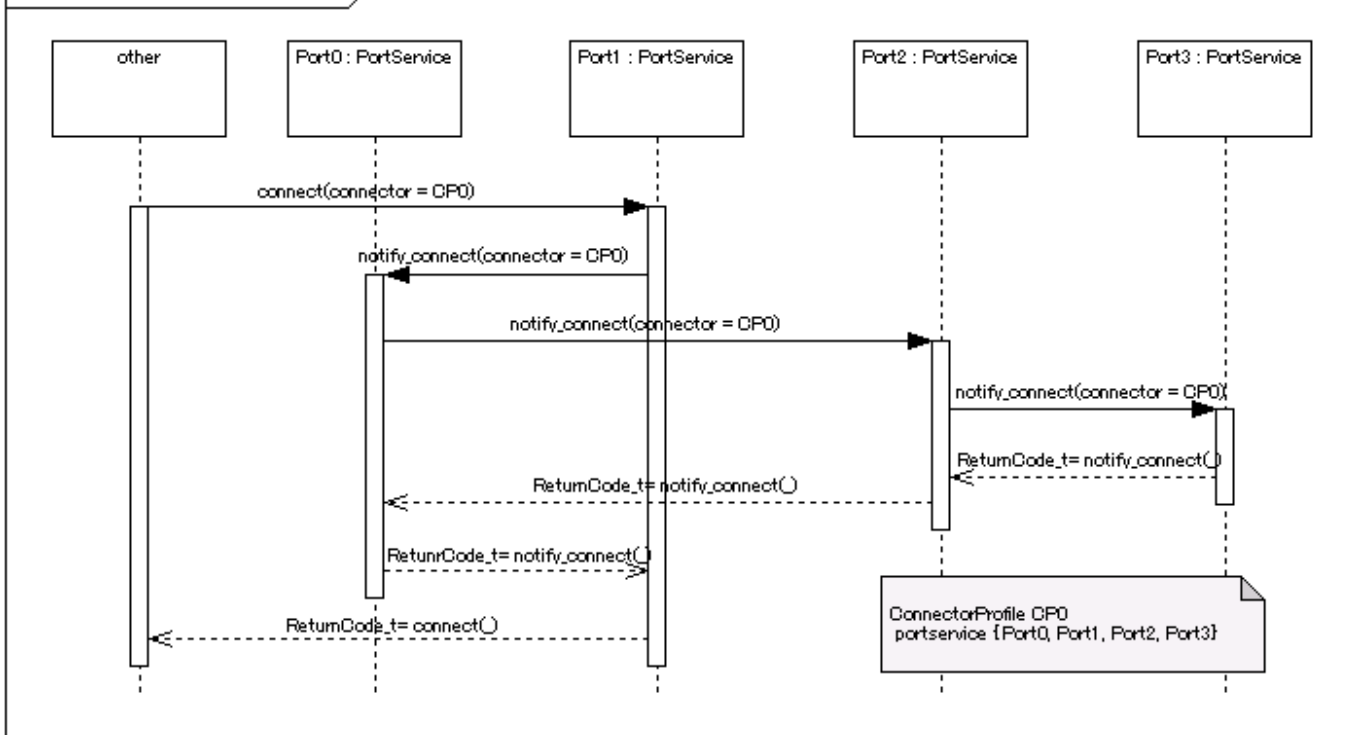 other
Port0 : PortService
Port1 : PortService
Port2 : PortService
Port3 : PortService
connect(connector = CP0)
notify_connect(connector = CP0)
notify_connect(connector = CP0)
notify_connect(connector = CP0)
ReturnCode_t= notify_connect()
ReturnCode_t= notify_connect()
RetunrCode_t= notify_connect()
ReturnCode_t= connect()
ConnectorProfile CP0
portservice {Port0, Port1, Port2, Port3}